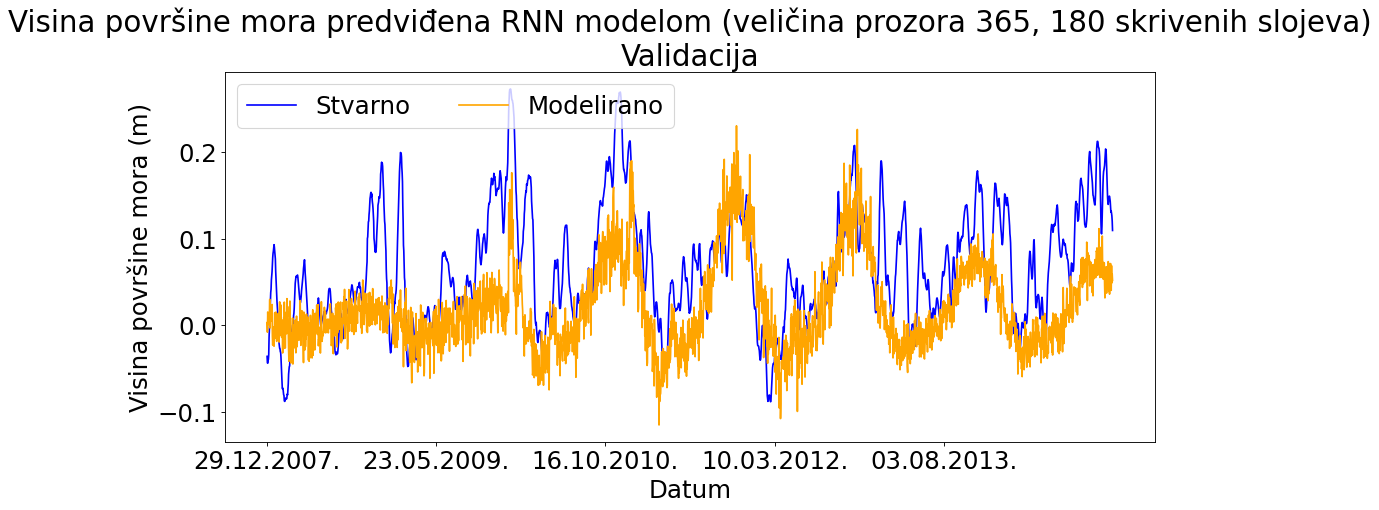 Visina površine mora predviđena RNN modelom (veličina prozora 365, 180 skrivenih slojeva)
Validacija
Stvarno
Modelirano
Visina površine mora (m)
0.2
0.1
0.0
−0.1
29.12.2007.
23.05.2009.
16.10.2010.
10.03.2012.
03.08.2013.
Datum